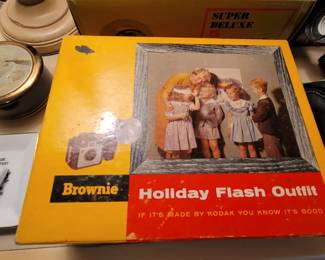 SUPER
DELUXE
Brownie
Holiday Flash Outfit
IF IT'S MADE BY KODAK YOU KNOW IT'S GOOD